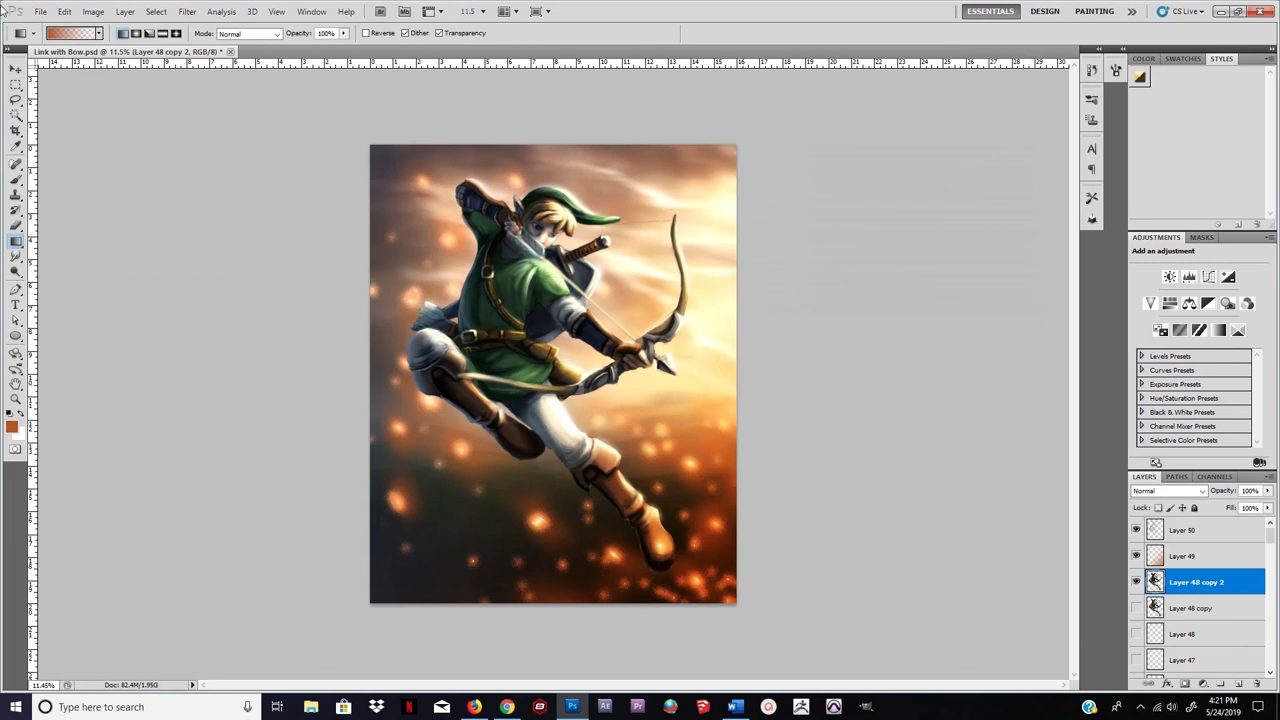 PS File Edit Image Layer Select Filter Analysis 3D View Window Help Br Mb 11.5 ESSENTIALS DESIGN PAINTING CS Live
Mode: Normal Opacity: 100% Reverse Dither Transparency
Link with Bow.psd @ 11.5% (Layer 48 copy 2, RGB/8) *
COLOR SWATCHES STYLES
ADJUSTMENTS MASKS
Add an adjustment
Levels Presets
Curves Presets
Exposure Presets
Hue/Saturation Presets
Black & White Presets
Channel Mixer Presets
Selective Color Presets
LAYERS PATHS CHANNELS
Normal Opacity: 100%
Lock: Fill: 100%
Layer 50
Layer 49
Layer 48 copy 2
Layer 48 copy
Layer 48
Layer 47
11.45% Doc: 82.4M/1.95G
Type here to search
4:21 PM
5/24/2019